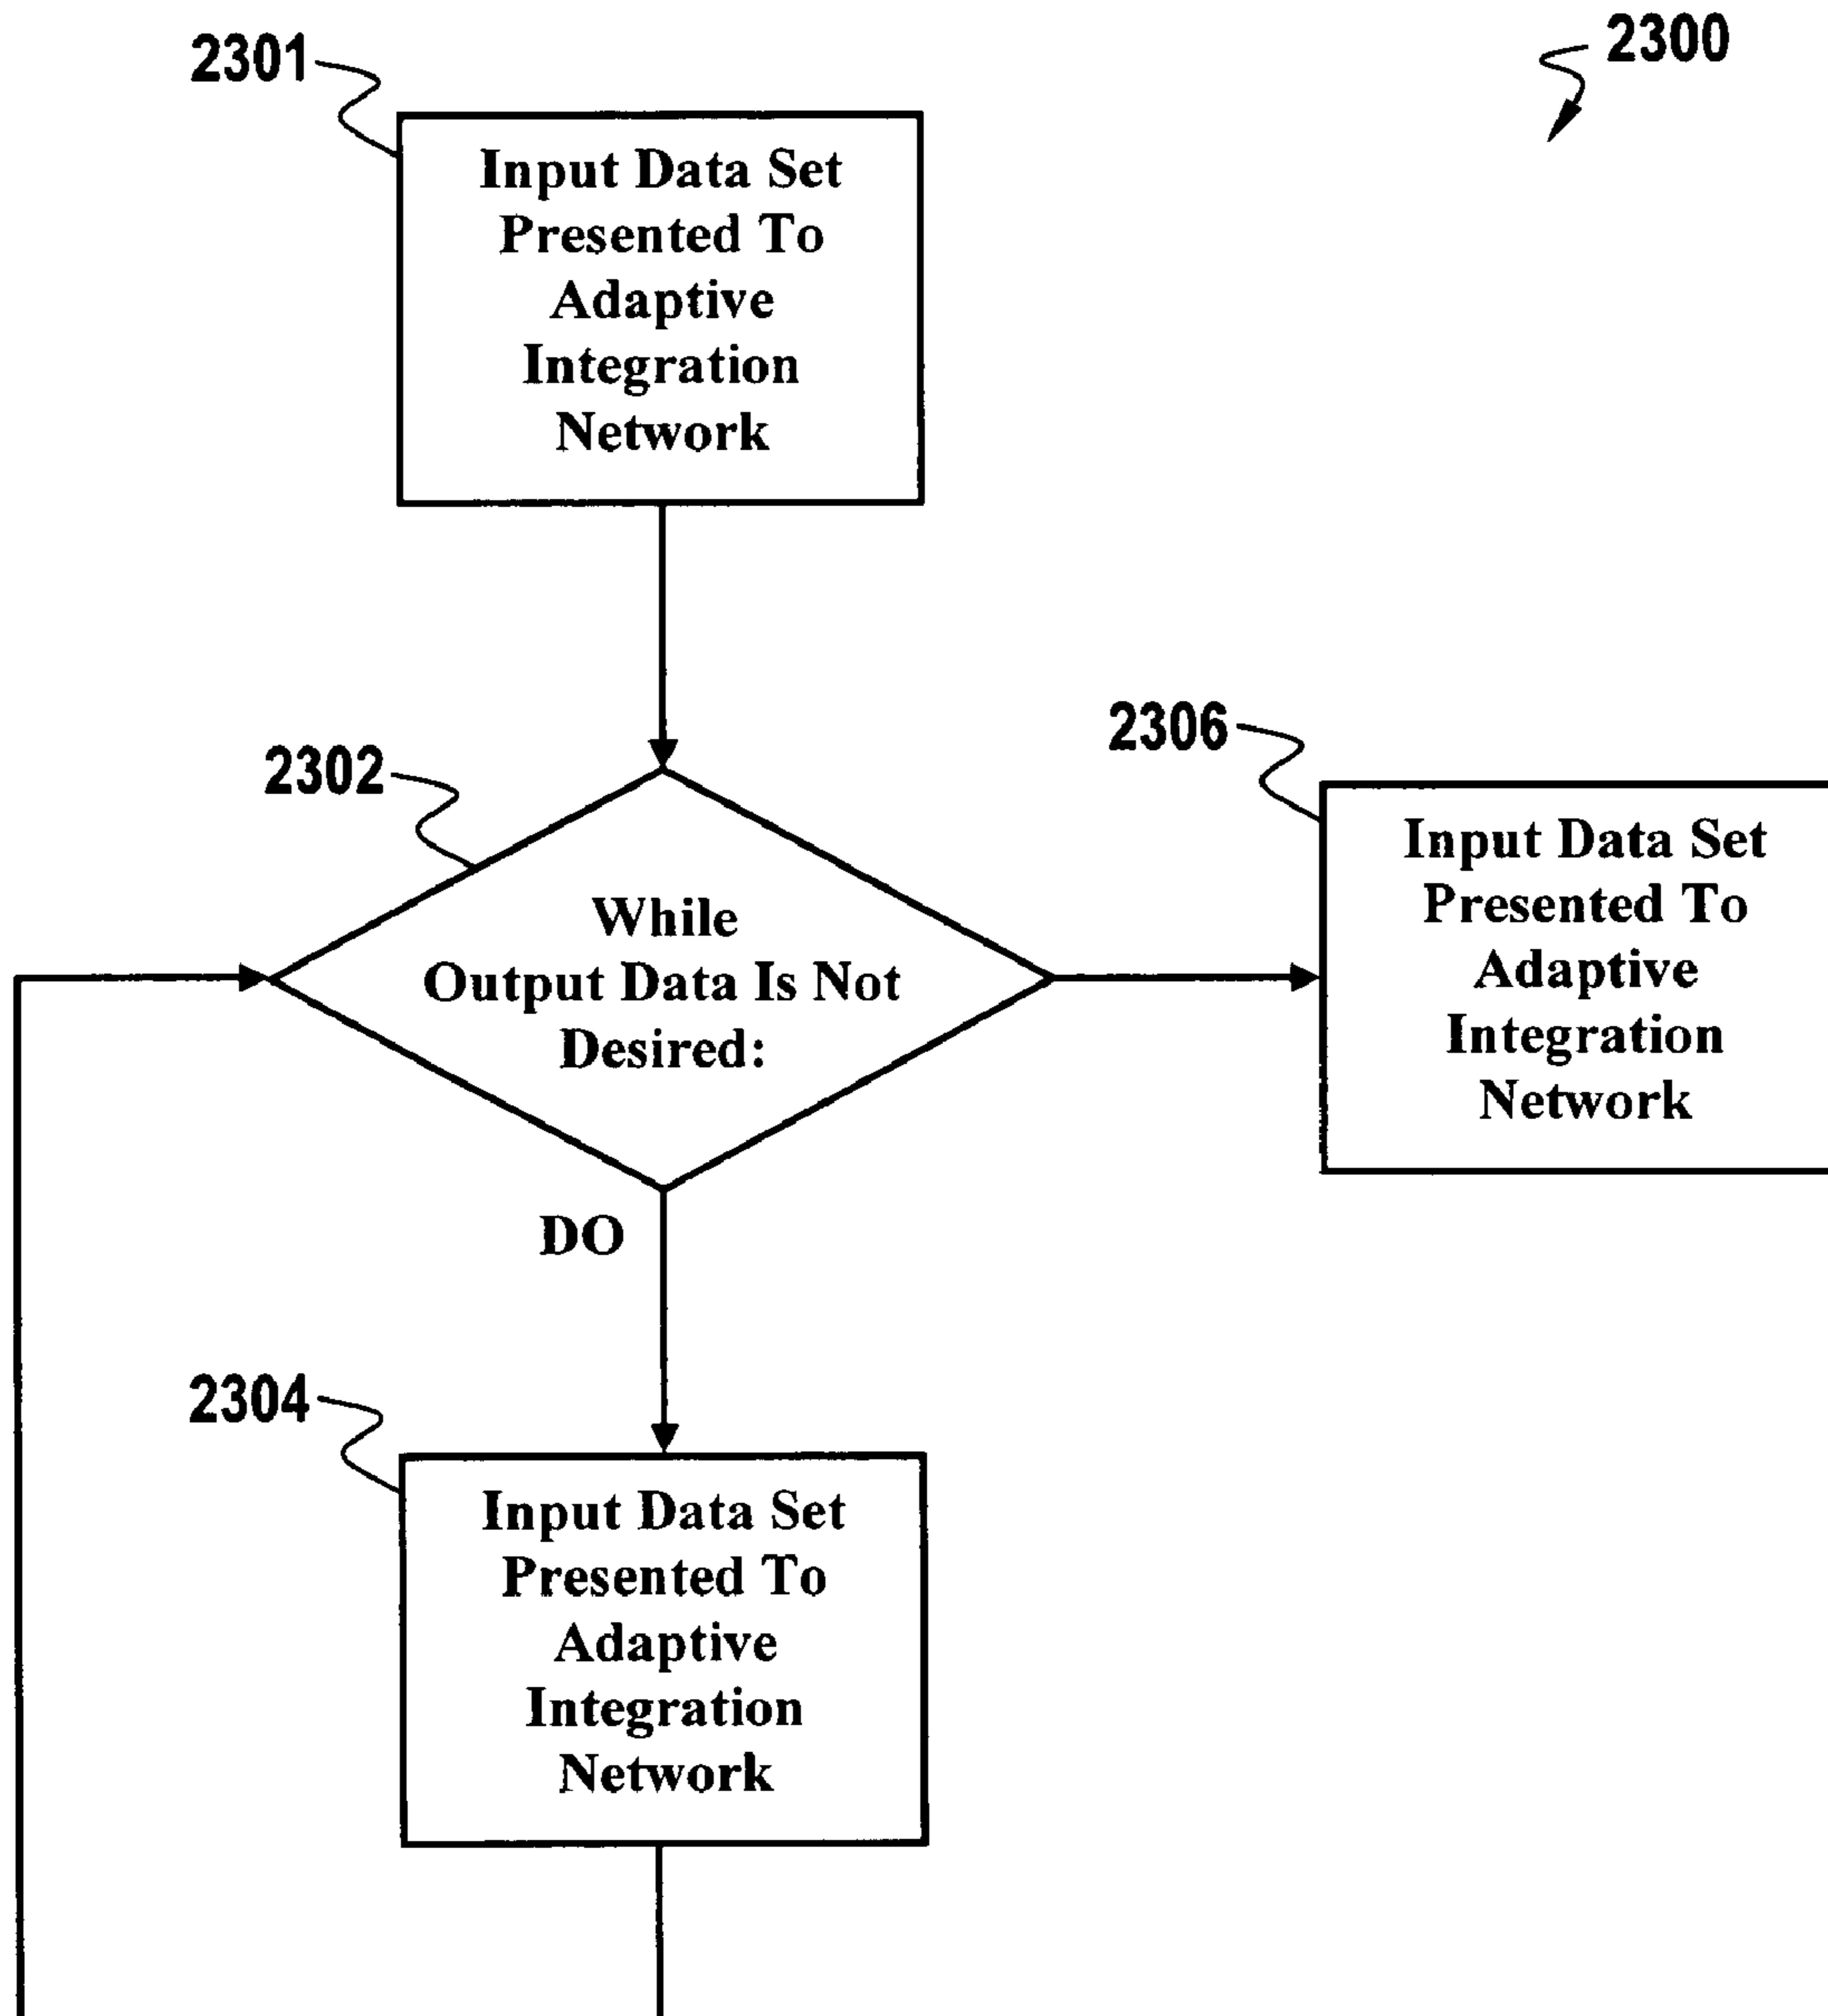 2300
2301
Input Data Set
Presented To
Adaptive
Integration
Network
2302
While
Output Data Is Not
Desired:
2306
Input Data Set
Presented To
Adaptive
Integration
Network
DO
2304
Input Data Set
Presented To
Adaptive
Integration
Network